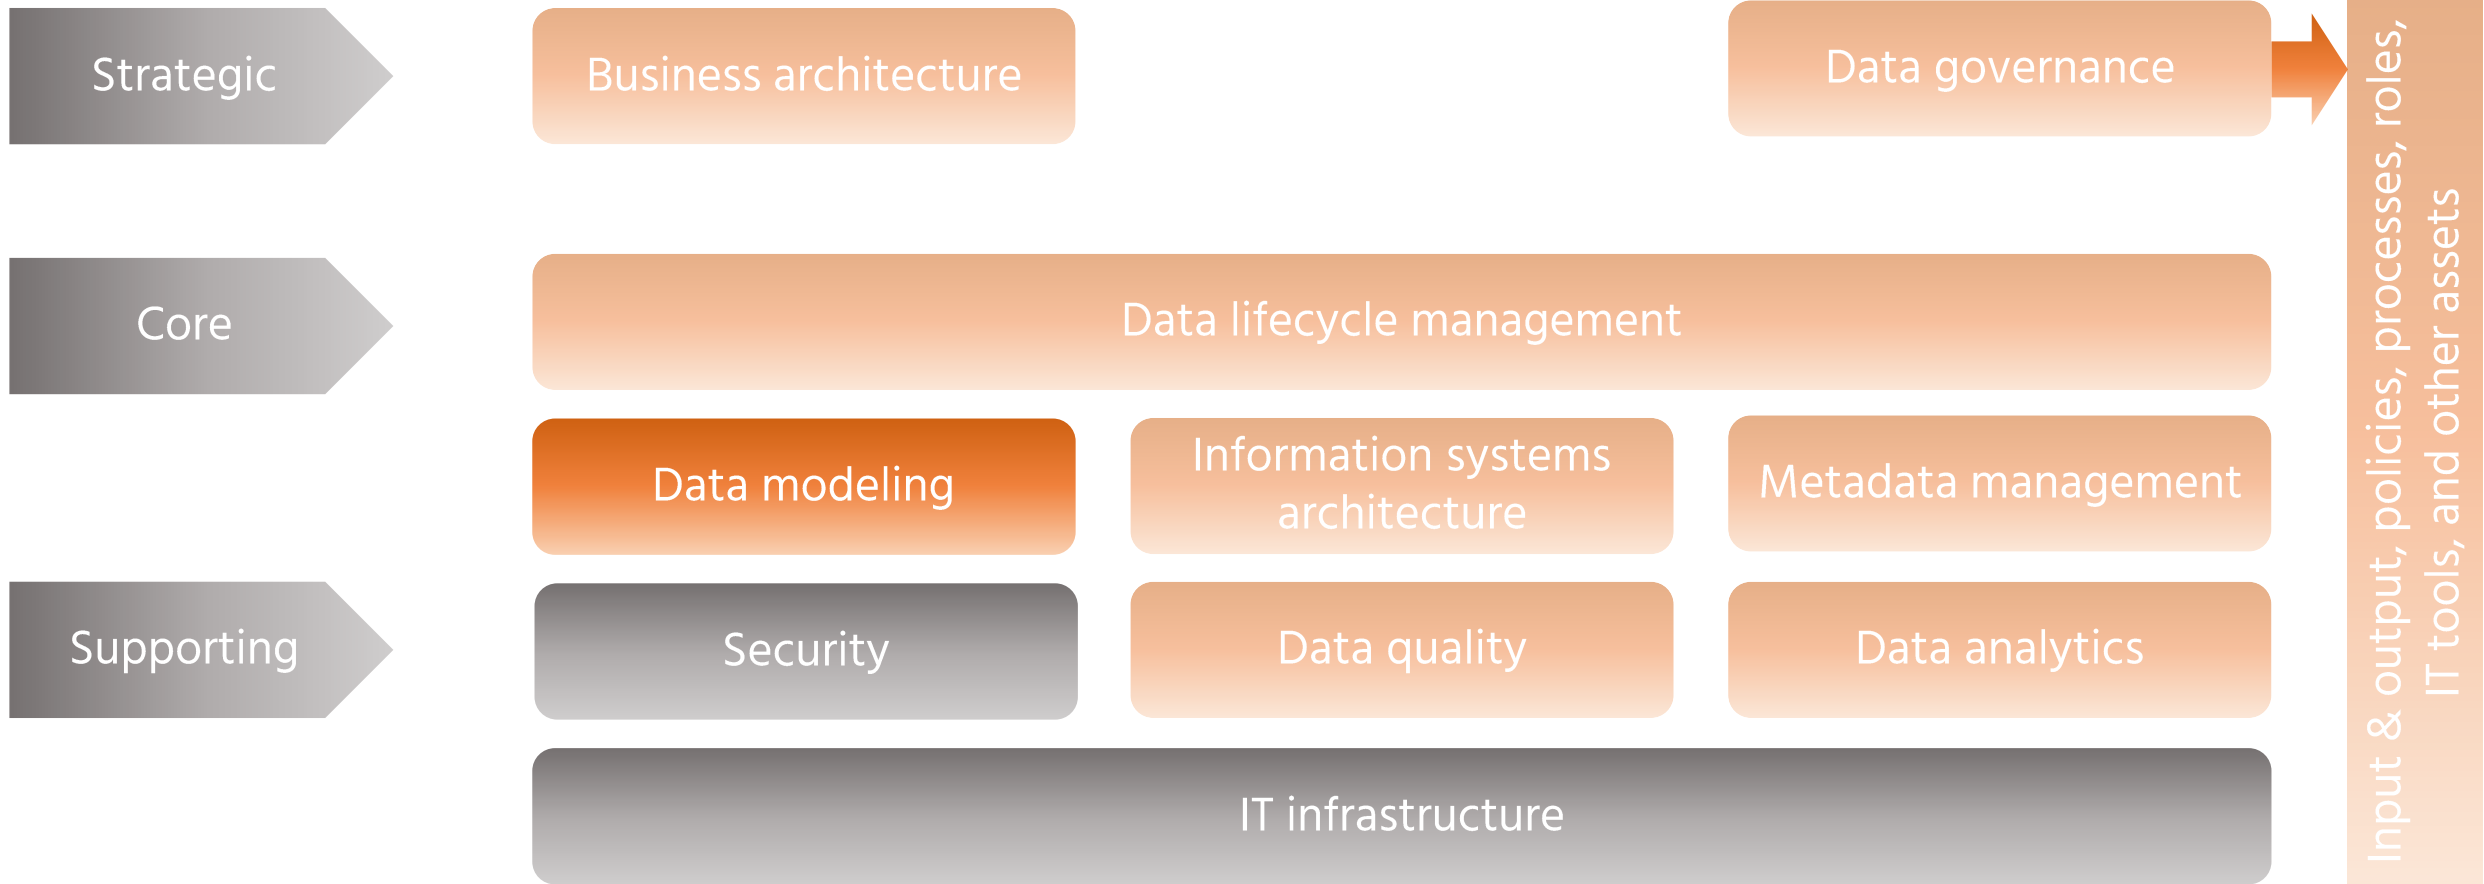 Strategic
Business architecture
Data governance
Core
Data lifecycle management
Data modeling
Information systems
architecture
Metadata management
Supporting
Security
Data quality
Data analytics
IT infrastructure
Input & output, policies, processes, roles,
IT tools, and other assets